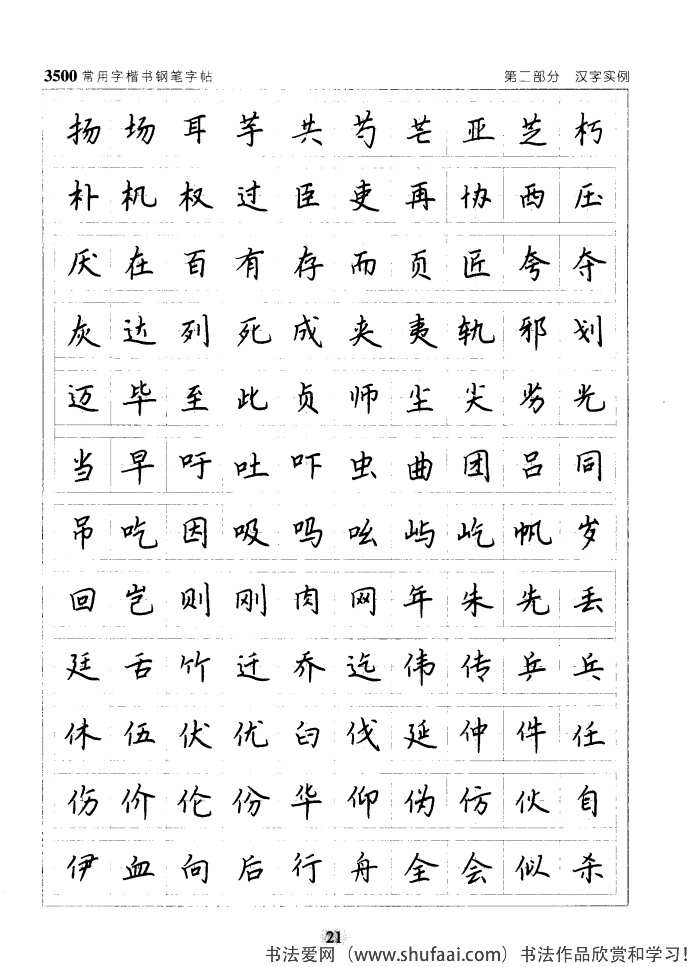 3500常用字楷书钢笔字帖 第二部分 汉字实例
扬 场 耳 芋 共 芍 芒 亚 芝 朽
朴 机 权 过 臣 吏 再 协 西 压
厌 在 百 有 存 而 页 匠 夸 夺
灰 达 列 死 成 夹 夷 轨 邪 划
迈 毕 至 此 贞 师 尘 尖 劣 光
当 早 吁 吐 吓 虫 曲 团 吕 同
吊 吃 因 吸 吗 吆 屿 屹 帆 岁
回 岂 则 刚 肉 网 年 朱 先 丢
廷 舌 竹 迁 乔 迄 伟 传 乒 乓
休 伍 伏 优 臼 伐 延 仲 件 任
伤 价 伦 份 华 仰 伪 仿 伙 自
伊 血 向 后 行 舟 全 会 似 杀
21
书法爱网（www.shufaai.com）书法作品欣赏和学习！